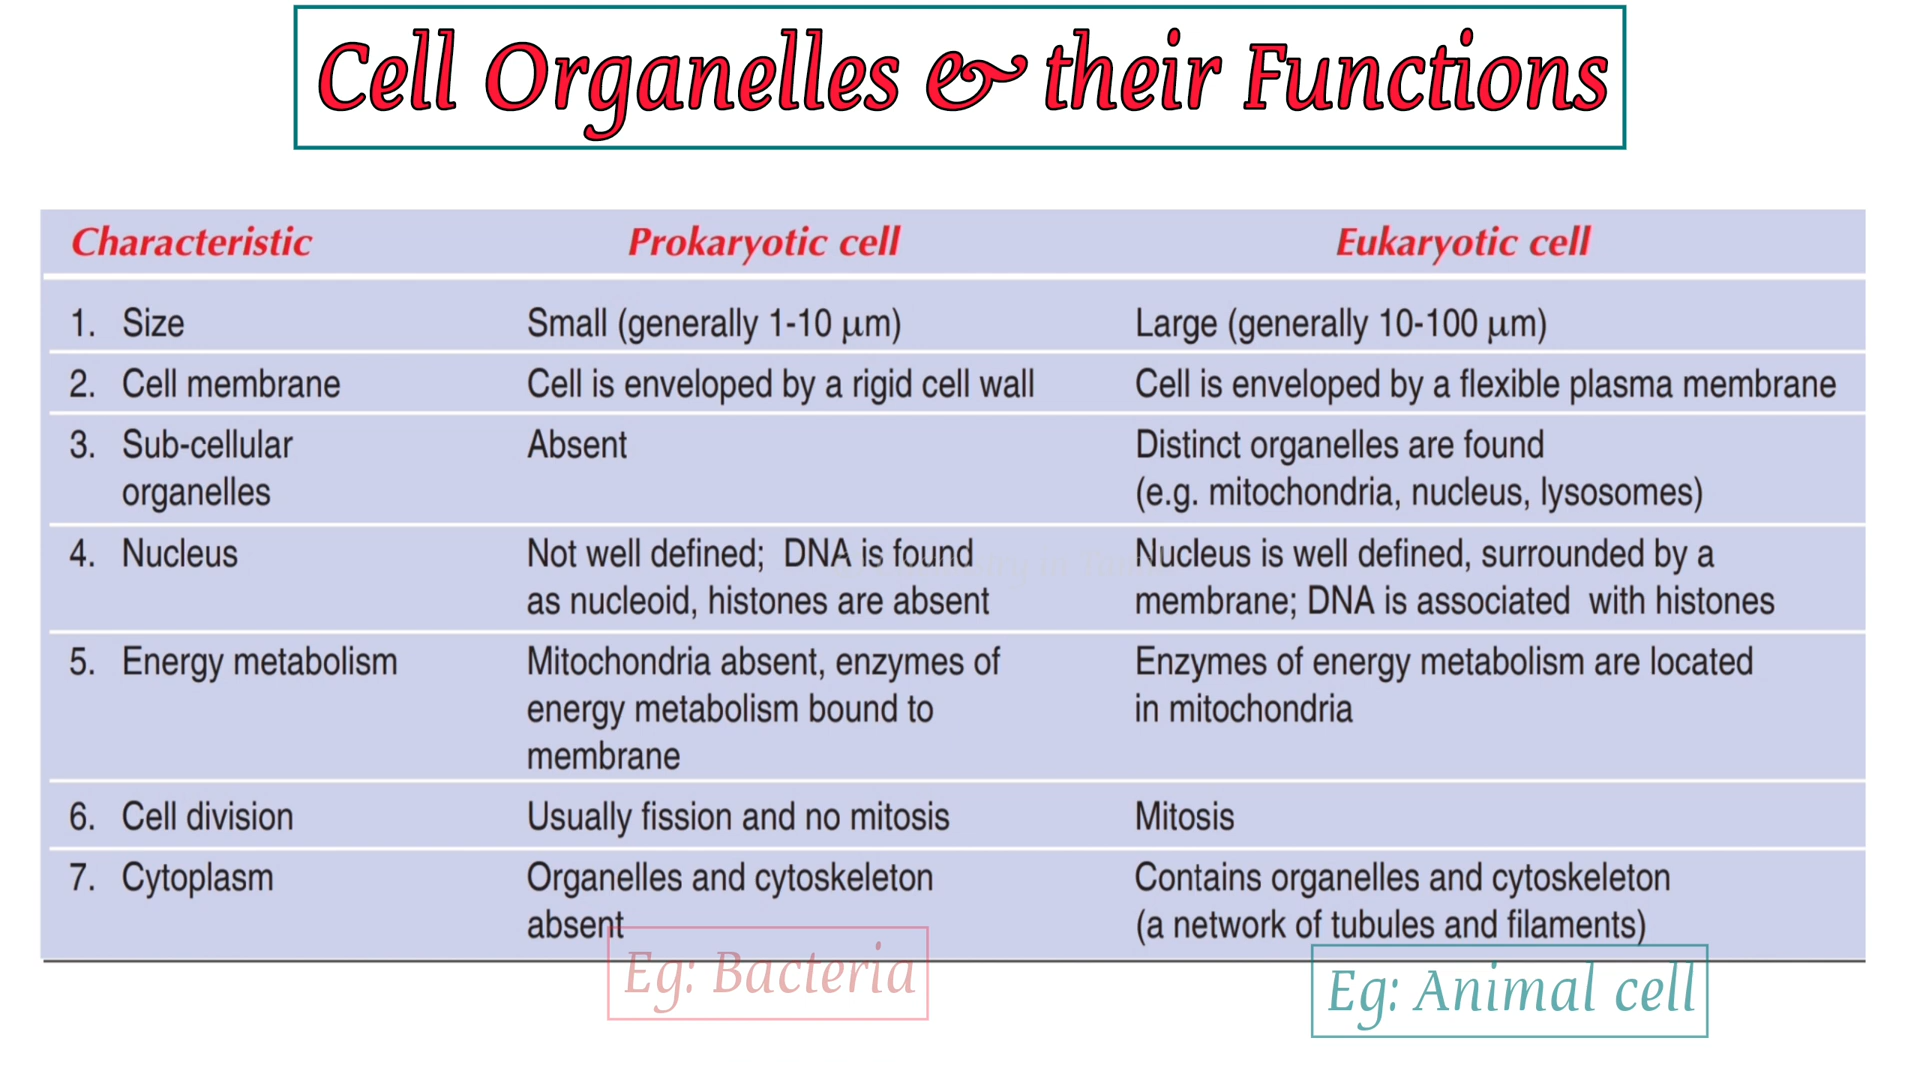 Cell Organelles & their Functions
Characteristic Prokaryotic cell Eukaryotic cell
1. Size Small (generally 1-10 μm) Large (generally 10-100 μm)
2. Cell membrane Cell is enveloped by a rigid cell wall Cell is enveloped by a flexible plasma membrane
3. Sub-cellular Absent Distinct organelles are found
organelles (e.g. mitochondria, nucleus, lysosomes)
4. Nucleus Not well defined; DNA is found Nucleus is well defined, surrounded by a
as nucleoid, histones are absent membrane; DNA is associated with histones
5. Energy metabolism Mitochondria absent, enzymes of Enzymes of energy metabolism are located
energy metabolism bound to in mitochondria
membrane
6. Cell division Usually fission and no mitosis Mitosis
7. Cytoplasm Organelles and cytoskeleton Contains organelles and cytoskeleton
absent (a network of tubules and filaments)
Eg: Bacteria Eg: Animal cell